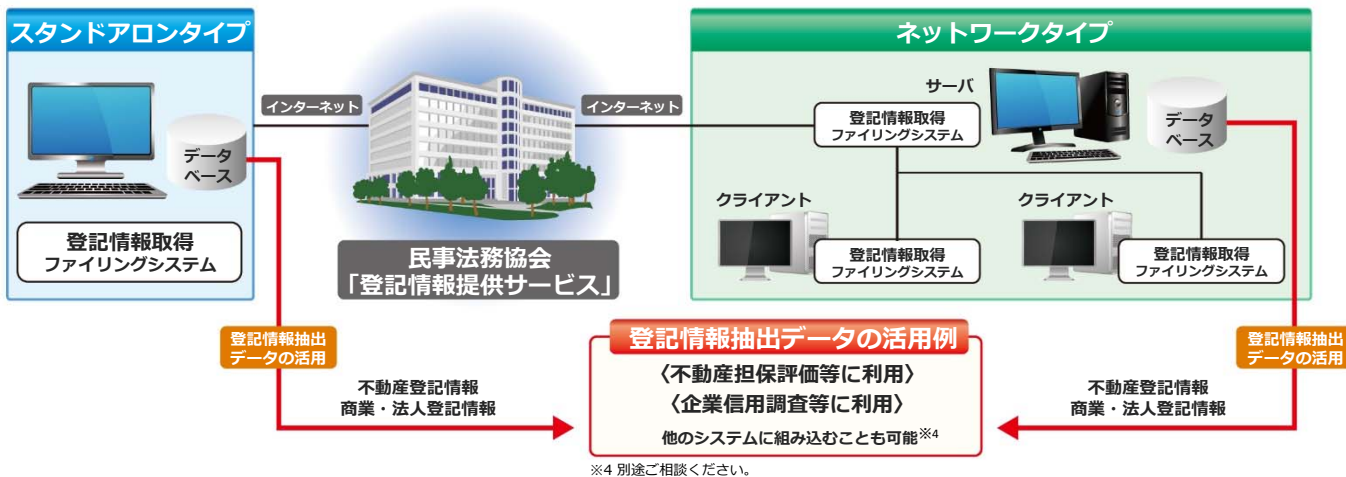 スタンドアロンタイプ
データ
ベース
登記情報取得
ファイリングシステム
インターネット
民事法務協会
「登記情報提供サービス」
インターネット
ネットワークタイプ
サーバ
登記情報取得
ファイリングシステム
データ
ベース
クライアント
登記情報取得
ファイリングシステム
クライアント
登記情報取得
ファイリングシステム
登記情報抽出
データの活用
不動産登記情報
商業・法人登記情報
登記情報抽出データの活用例
〈不動産担保評価等に利用〉
〈企業信用調査等に利用〉
他のシステムに組み込むことも可能※4
登記情報抽出
データの活用
不動産登記情報
商業・法人登記情報
※4 別途ご相談ください。